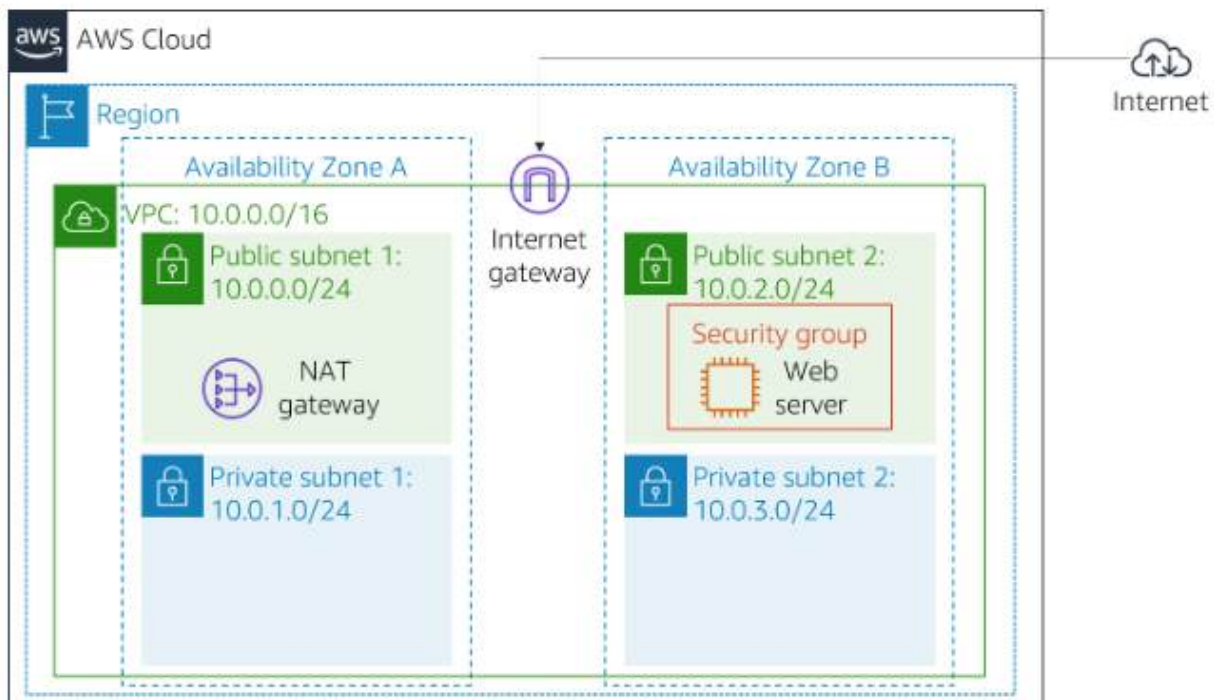 aws AWS Cloud
Internet
Region
Availability Zone A
Availability Zone B
VPC: 10.0.0.0/16
Internet
gateway
Public subnet 1:
10.0.0.0/24
NAT
gateway
Public subnet 2:
10.0.2.0/24
Security group
Web
server
Private subnet 1:
10.0.1.0/24
Private subnet 2:
10.0.3.0/24